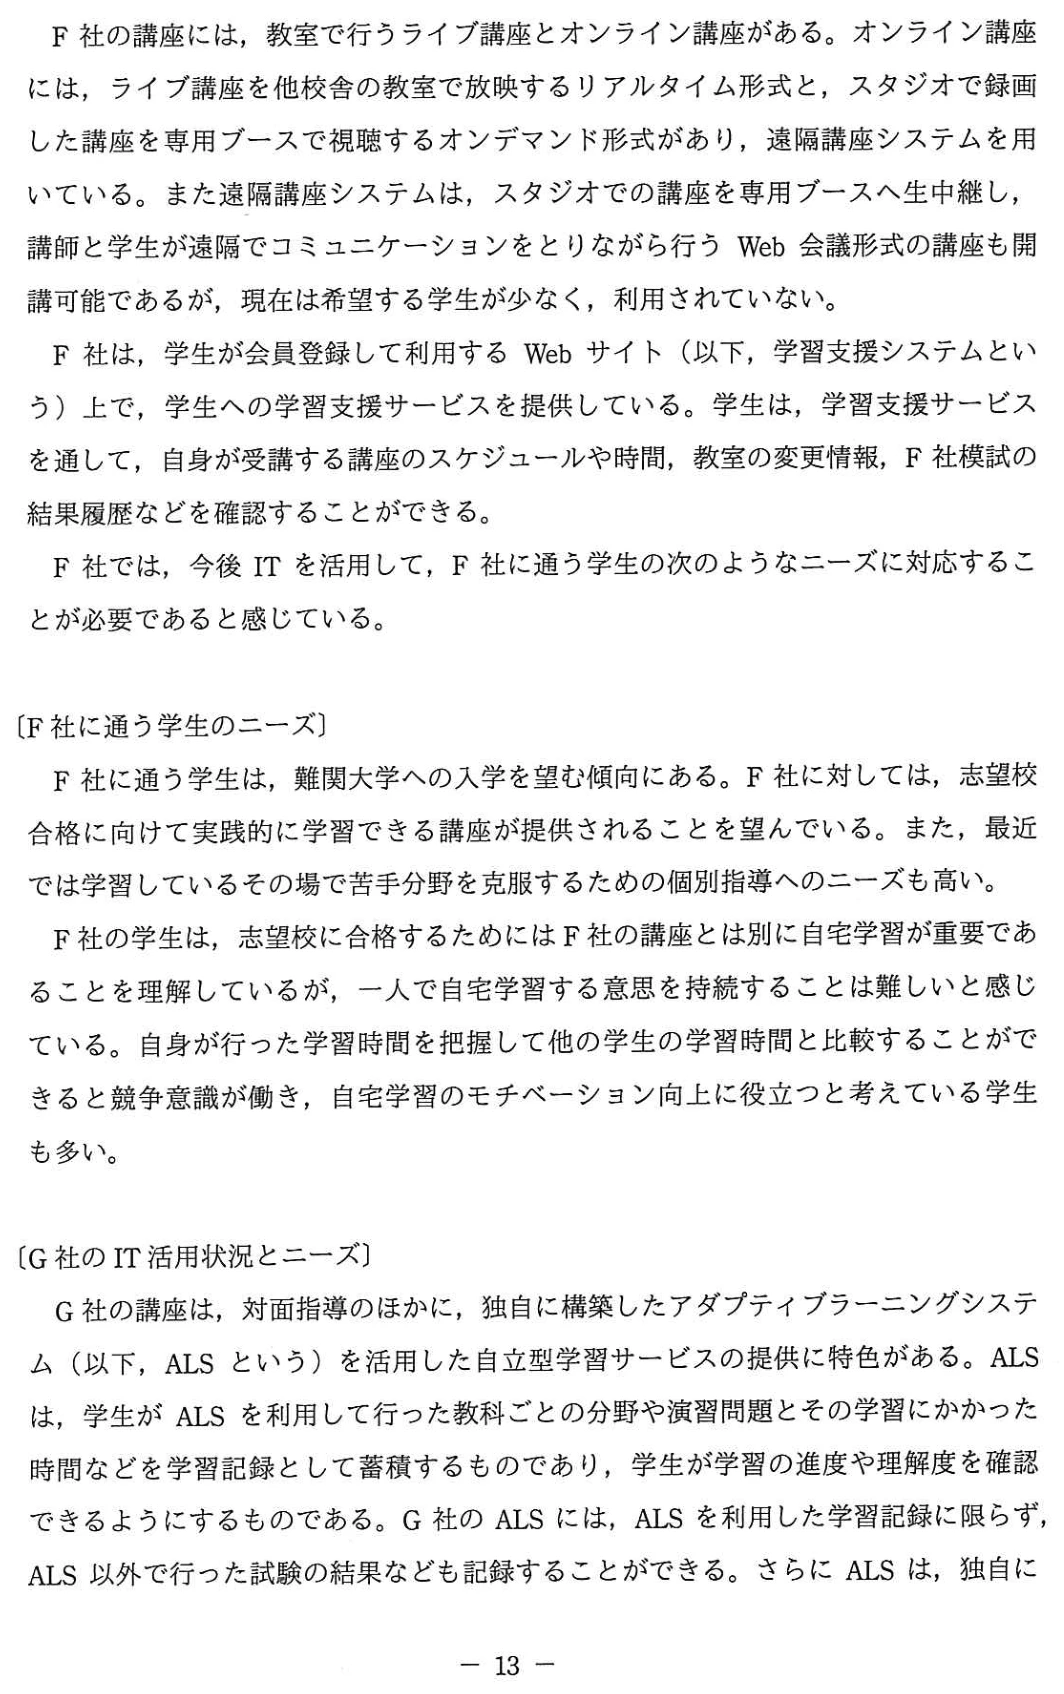 F 社の講座には，教室で行うライブ講座とオンライン講座がある。オンライン講座
には，ライブ講座を他校舎の教室で放映するリアルタイム形式と，スタジオで録画
した講座を専用ブースで視聴するオンデマンド形式があり，遠隔講座システムを用
いている。また遠隔講座システムは，スタジオでの講座を専用ブースへ生中継し，
講師と学生が遠隔でコミュニケーションをとりながら行う Web 会議形式の講座も開
講可能であるが，現在は希望する学生が少なく，利用されていない。
F 社は，学生が会員登録して利用する Web サイト（以下，学習支援システムとい
う）上で，学生への学習支援サービスを提供している。学生は，学習支援サービス
を通して，自身が受講する講座のスケジュールや時間，教室の変更情報，F 社模試の
結果履歴などを確認することができる。
F 社では，今後 IT を活用して，F 社に通う学生の次のようなニーズに対応するこ
とが必要であると感じている。
〔F 社に通う学生のニーズ〕
F 社に通う学生は，難関大学への入学を望む傾向にある。F 社に対しては，志望校
合格に向けて実践的に学習できる講座が提供されることを望んでいる。また，最近
では学習しているその場で苦手分野を克服するための個別指導へのニーズも高い。
F 社の学生は，志望校に合格するためには F 社の講座とは別に自宅学習が重要であ
ることを理解しているが，一人で自宅学習する意思を持続することは難しいと感じ
ている。自身が行った学習時間を把握して他の学生の学習時間と比較することがで
きると競争意識が働き，自宅学習のモチベーション向上に役立つと考えている学生
も多い。
〔G 社の IT 活用状況とニーズ〕
G 社の講座は，対面指導のほかに，独自に構築したアダプティブラーニングシステ
ム（以下，ALS という）を活用した自立型学習サービスの提供に特色がある。ALS
は，学生が ALS を利用して行った教科ごとの分野や演習問題とその学習にかかった
時間などを学習記録として蓄積するものであり，学生が学習の進度や理解度を確認
できるようにするものである。G 社の ALS には，ALS を利用した学習記録に限らず，
ALS 以外で行った試験の結果なども記録することができる。さらに ALS は，独自に
－ 13 －